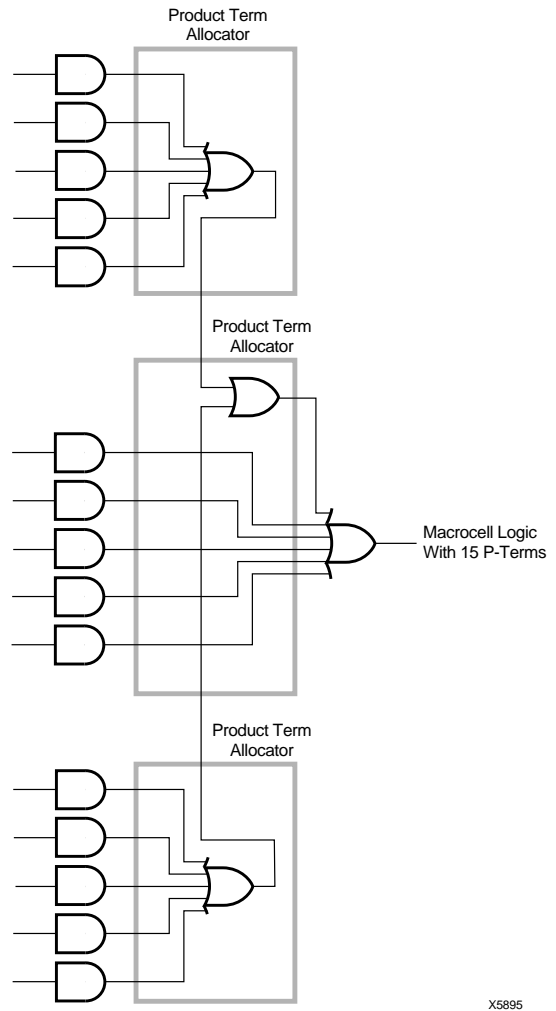 Product Term
Allocator
Product Term
Allocator
Macrocell Logic
With 15 P-Terms
Product Term
Allocator
X5895